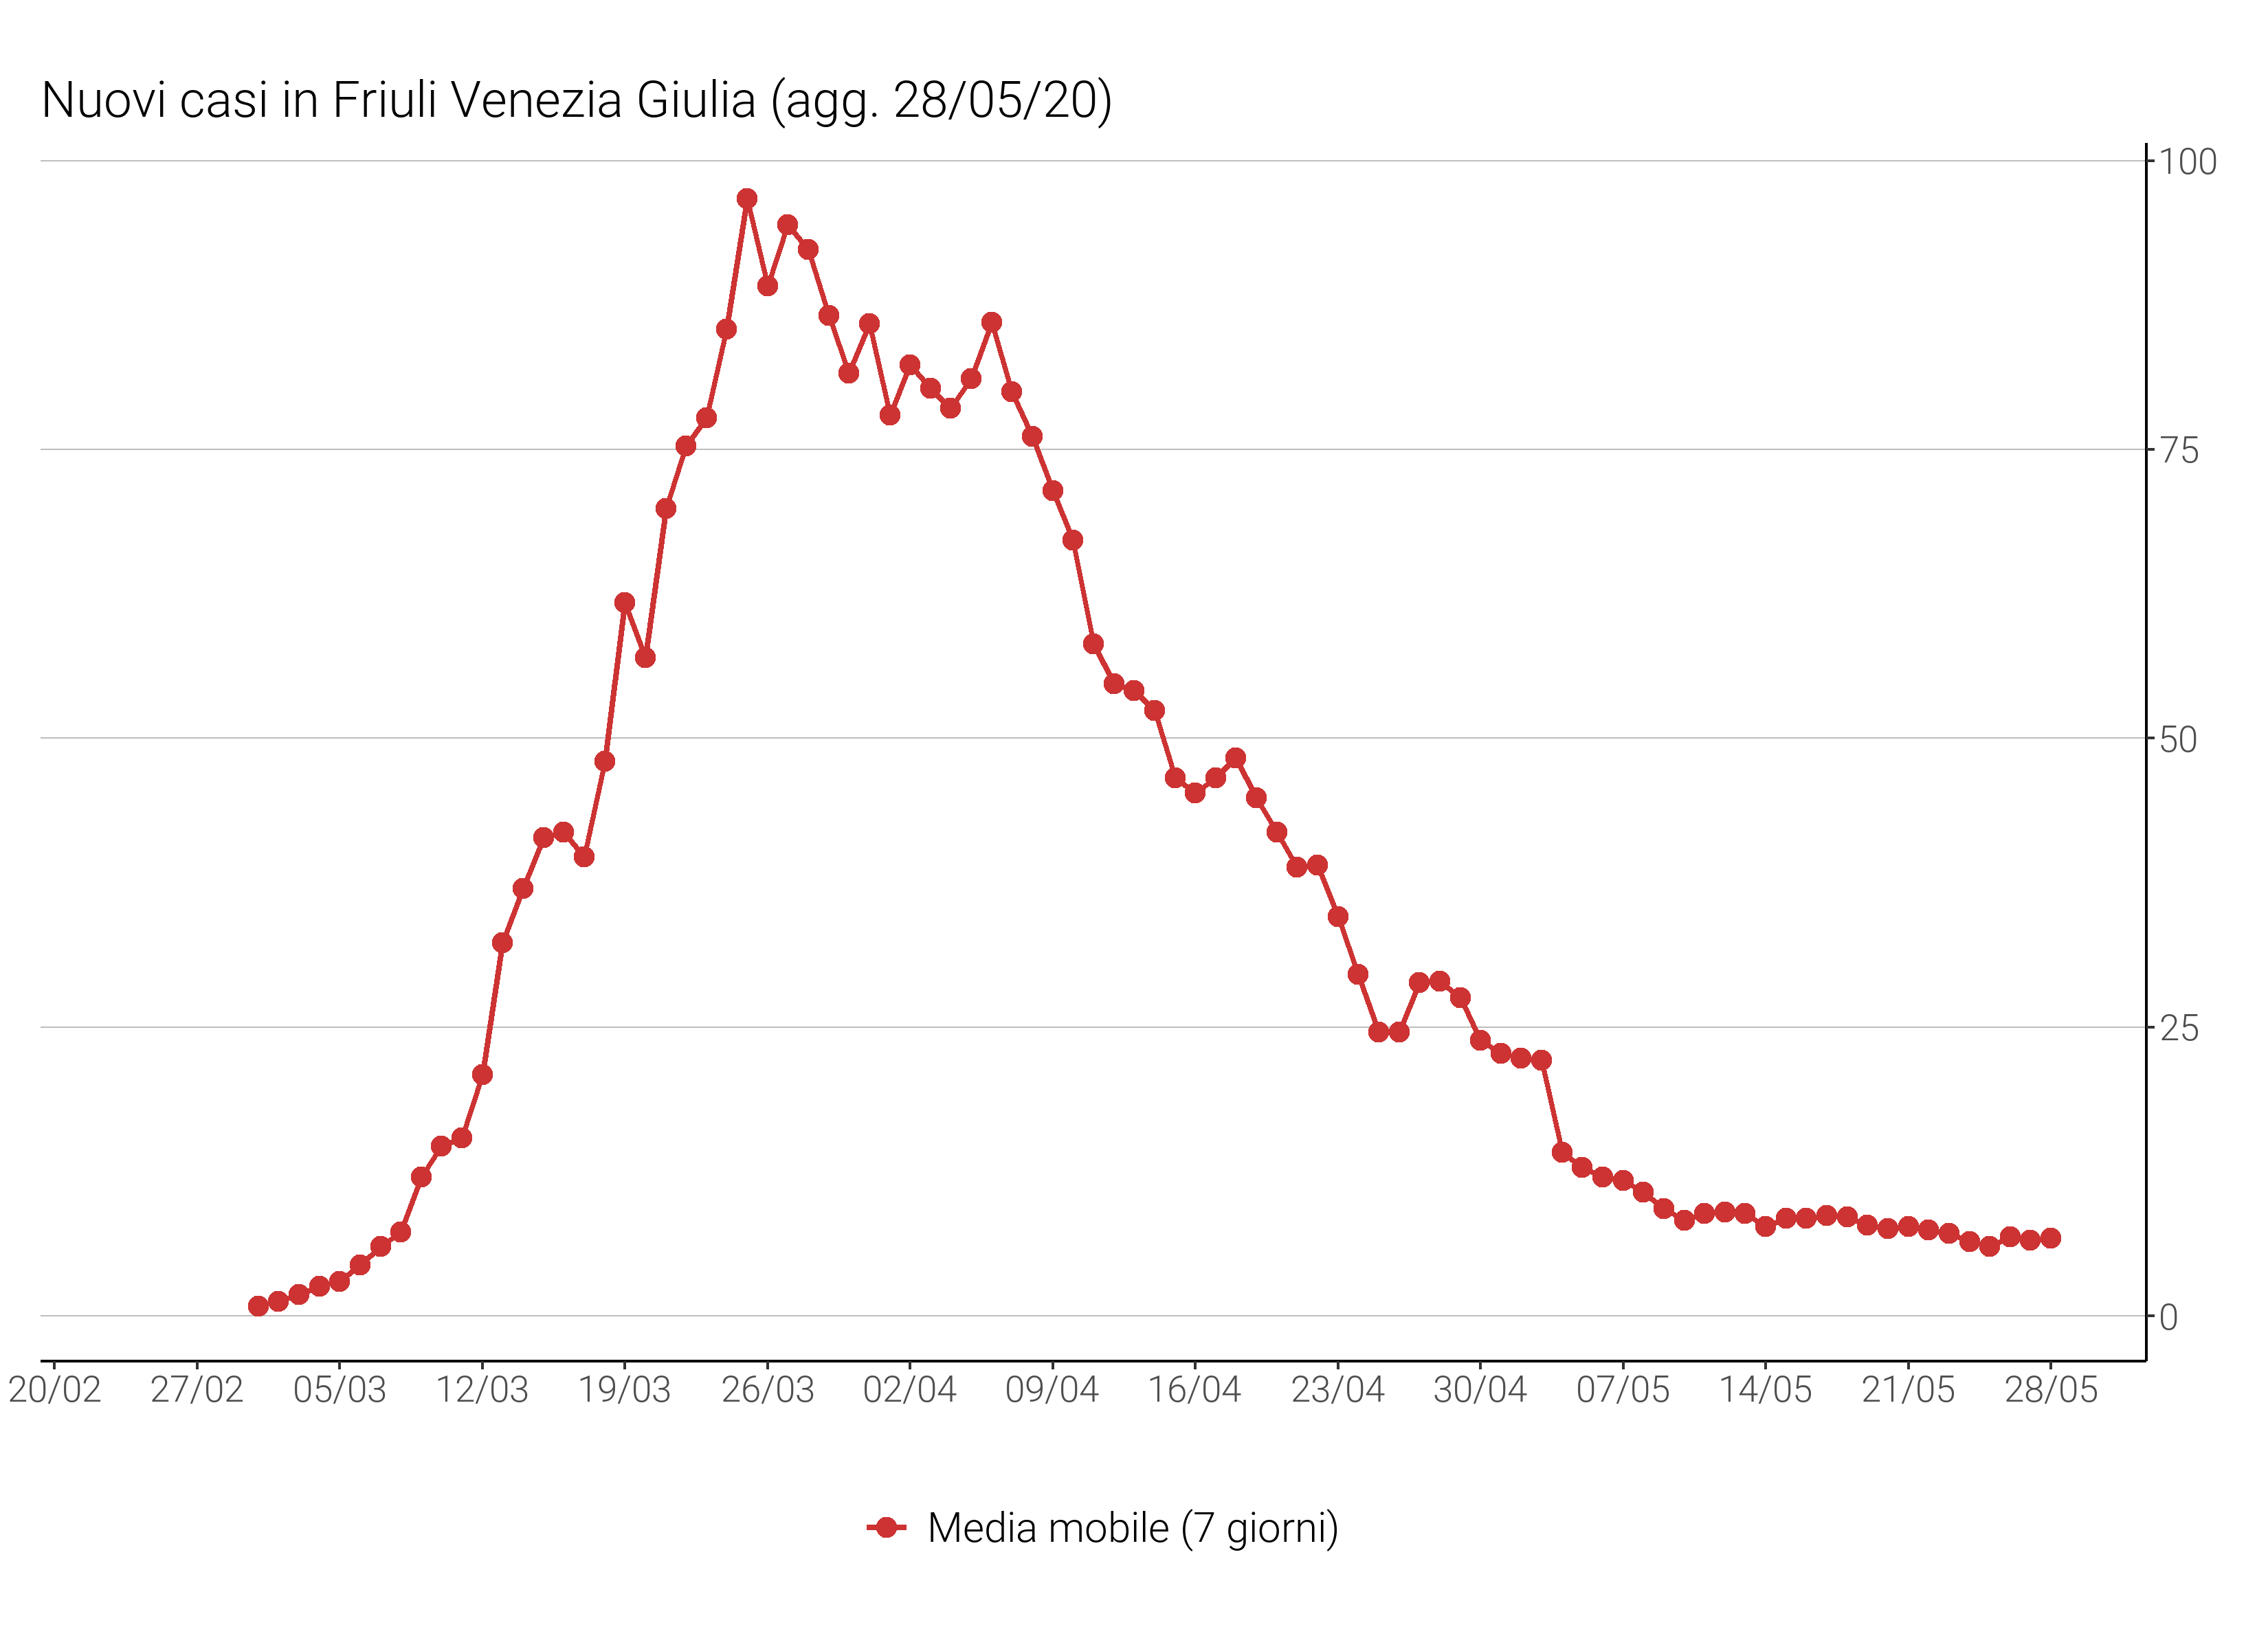 Nuovi casi in Friuli Venezia Giulia (agg. 28/05/20)
100
75
50
25
0
20/02 27/02 05/03 12/03 19/03 26/03 02/04 09/04 16/04 23/04 30/04 07/05 14/05 21/05 28/05
Media mobile (7 giorni)